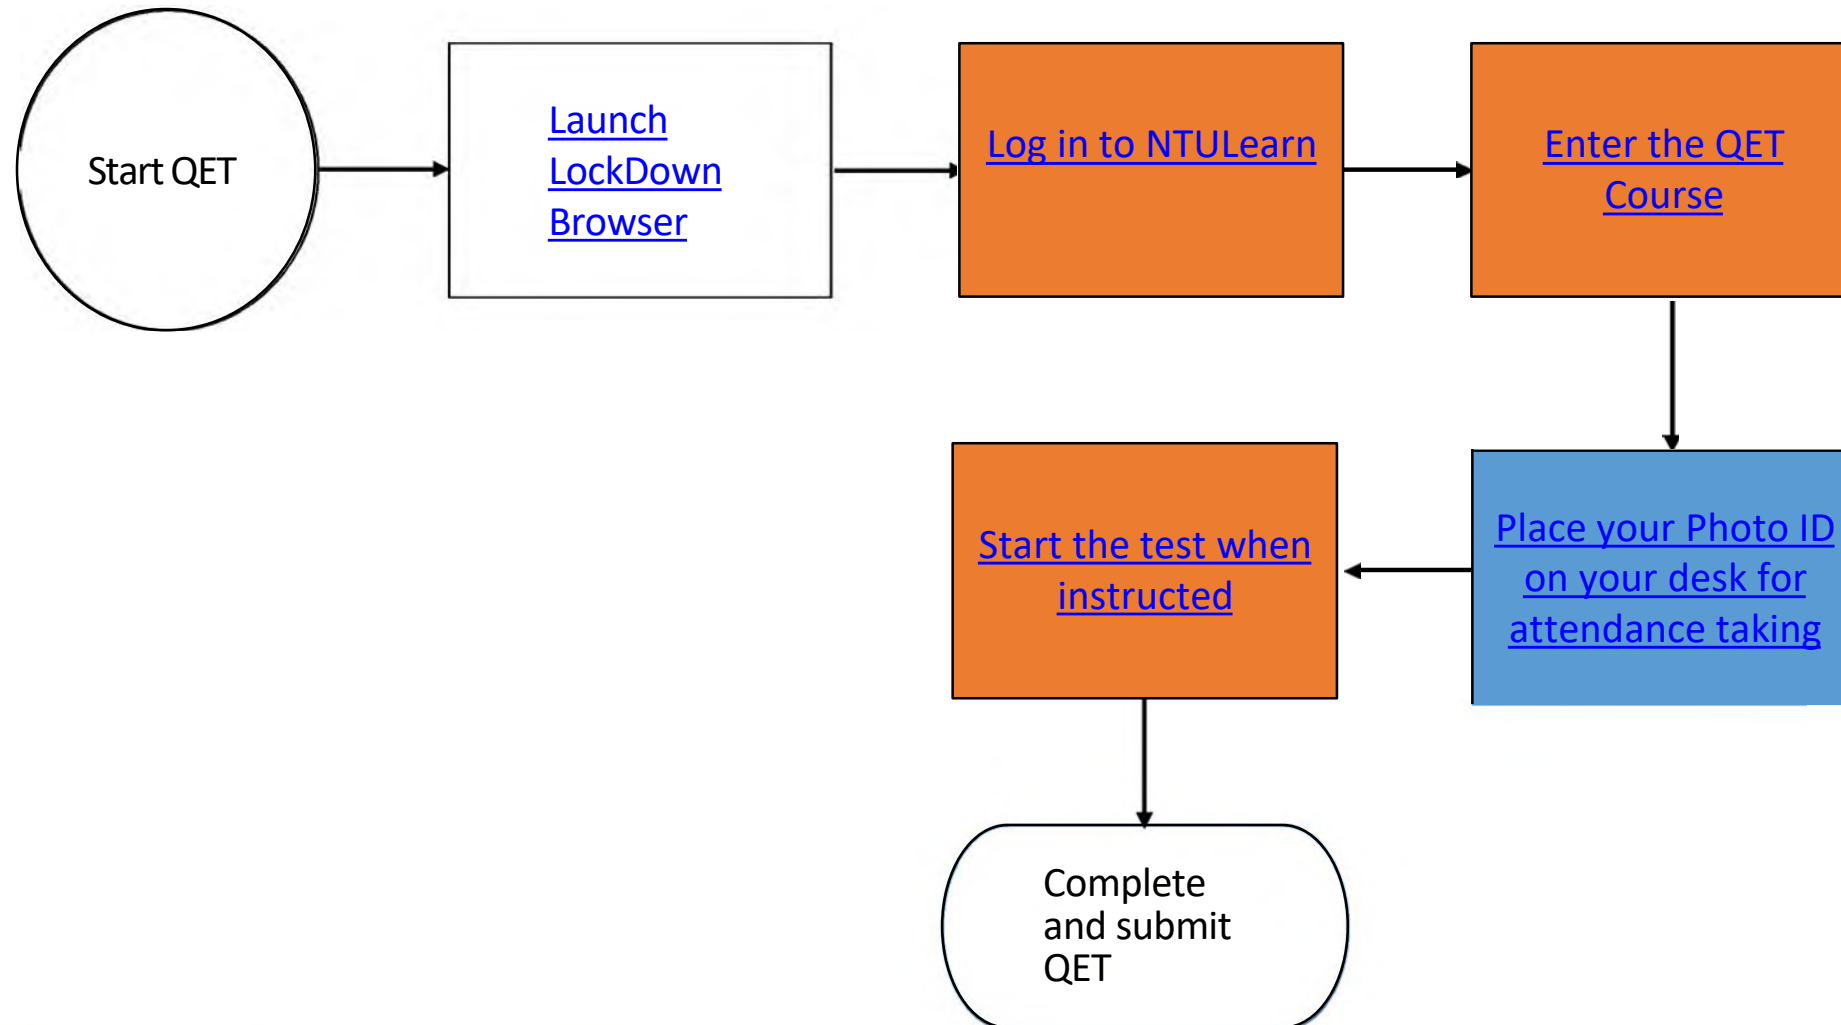 Start QET
Launch
LockDown
Browser
Log in to NTULearn
Enter the QET
Course
Place your Photo ID
on your desk for
attendance taking
Start the test when
instructed
Complete
and submit
QET